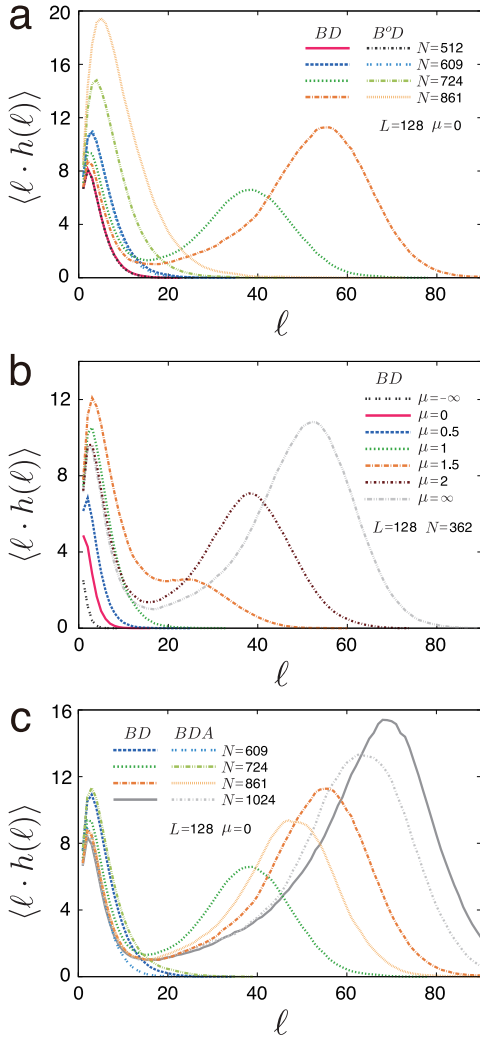 a
20
16
12
8
4
0
0 20 40 60 80
⟨ℓ · h(ℓ)⟩
ℓ
BD B°D
N=512
N=609
N=724
N=861
L=128 μ=0
b
12
8
4
0
0 20 40 60 80
⟨ℓ · h(ℓ)⟩
ℓ
BD
μ=−∞
μ=0
μ=0.5
μ=1
μ=1.5
μ=2
μ=∞
L=128 N=362
c
16
12
8
4
0
0 20 40 60 80
⟨ℓ · h(ℓ)⟩
ℓ
BD BDA
N=609
N=724
N=861
N=1024
L=128 μ=0